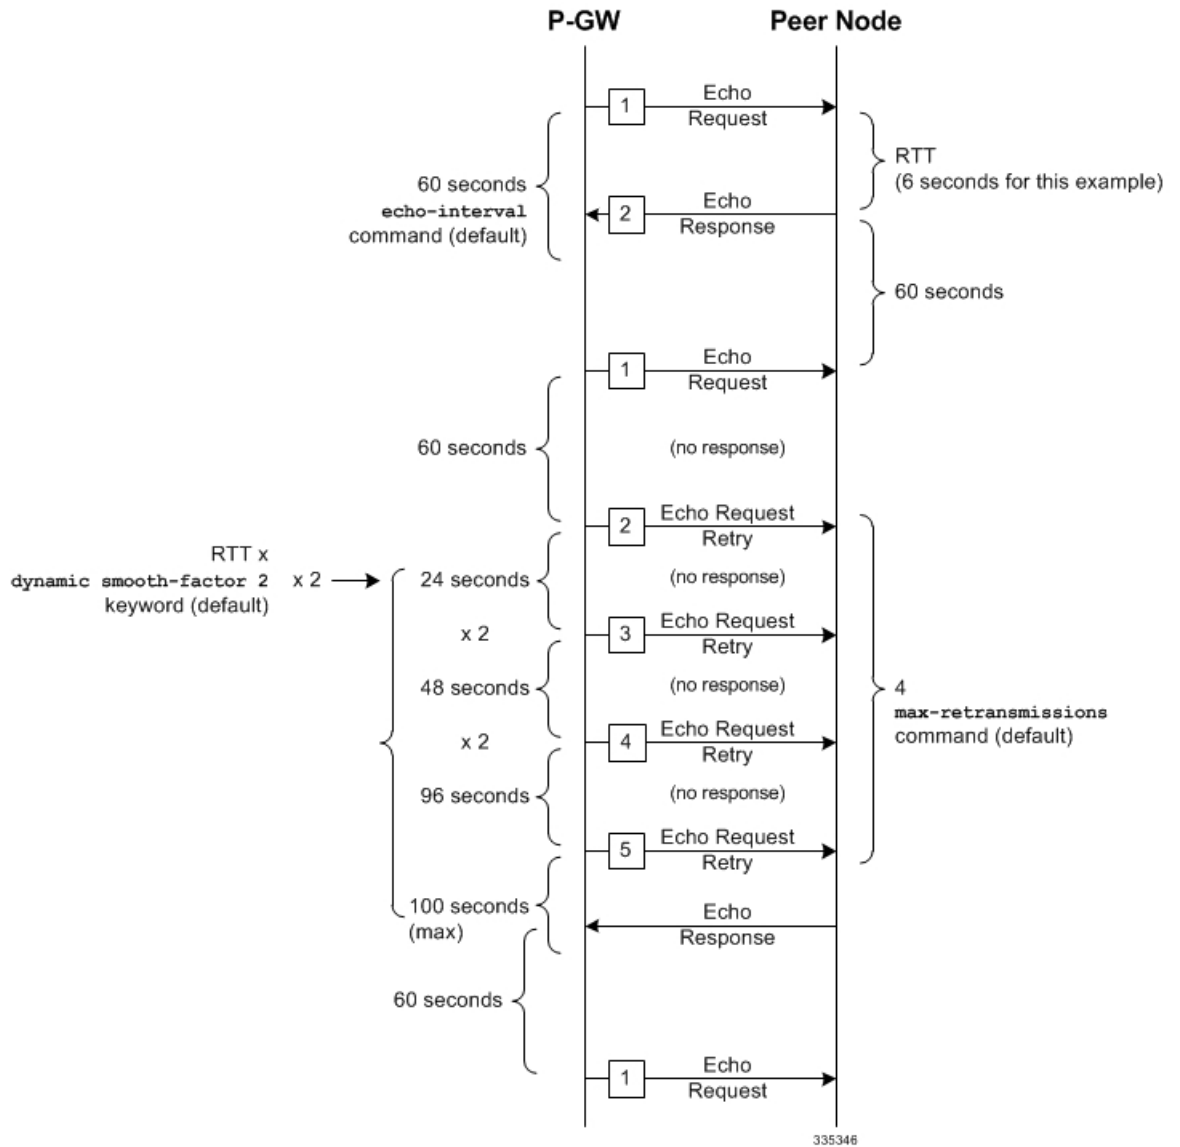 P-GW
Peer Node
1
Echo
Request
RTT
(6 seconds for this example)
60 seconds
echo-interval
command (default)
2
Echo
Response
60 seconds
1
Echo
Request
60 seconds
(no response)
2
Echo Request
Retry
RTT x
dynamic smooth-factor 2
keyword (default)
x 2
24 seconds
(no response)
x 2
3
Echo Request
Retry
48 seconds
(no response)
4
max-retransmissions
command (default)
x 2
4
Echo Request
Retry
96 seconds
(no response)
5
Echo Request
Retry
100 seconds
(max)
Echo
Response
60 seconds
1
Echo
Request
335346